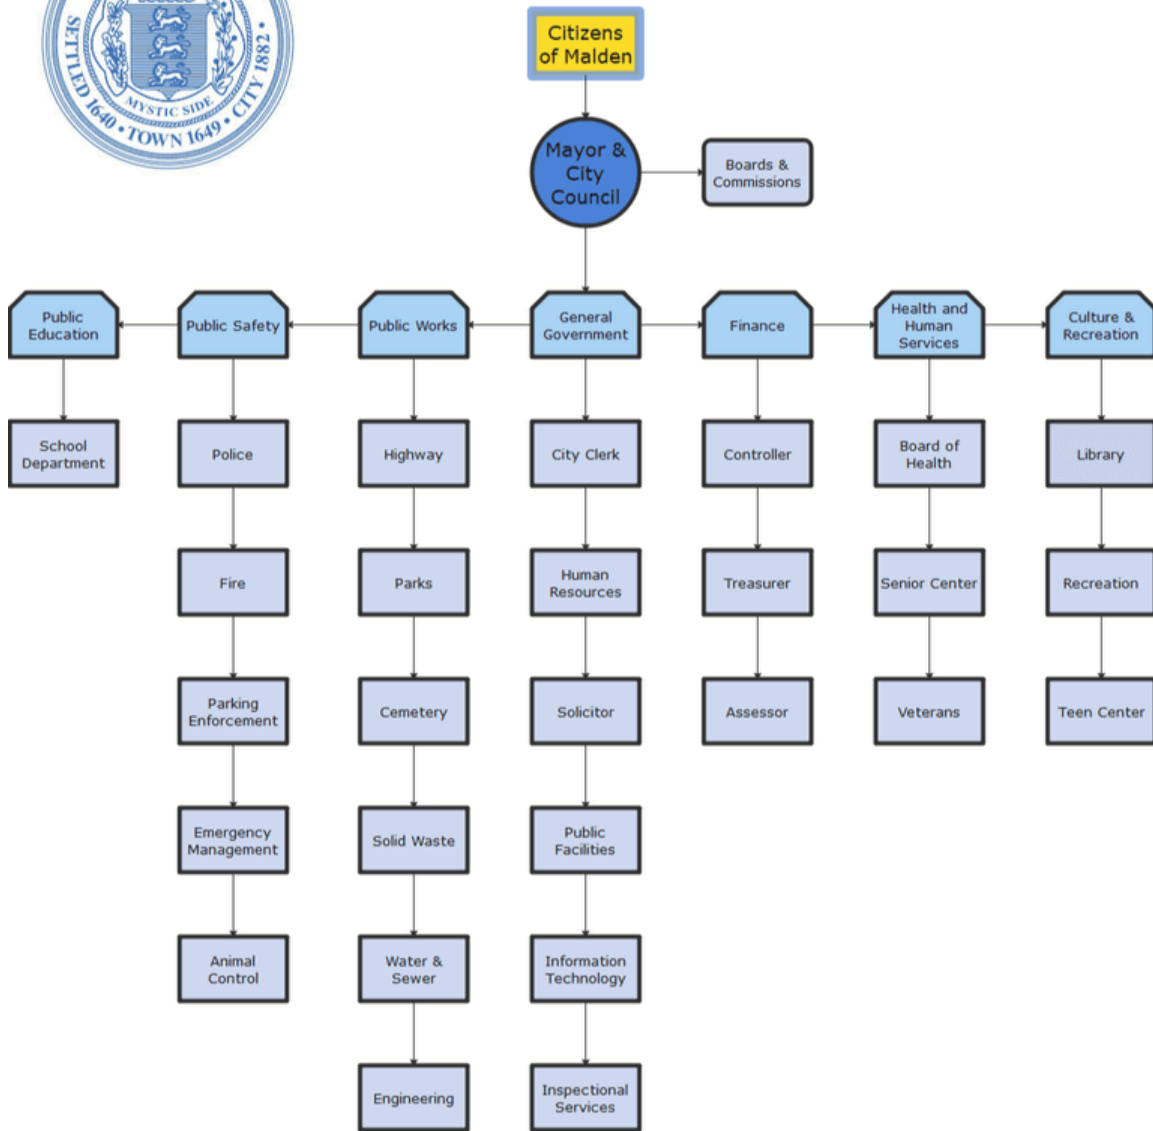 SETTLED 1640 • TOWN 1649 • CITY 1882 •
MYSTIC SIDE
Citizens
of Malden
Mayor &
City
Council
Boards &
Commissions
Public
Education
Public Safety
Public Works
General
Government
Finance
Health and
Human
Services
Culture &
Recreation
School
Department
Police
Highway
City Clerk
Controller
Board of
Health
Library
Fire
Parks
Human
Resources
Treasurer
Senior Center
Recreation
Parking
Enforcement
Cemetery
Solicitor
Assessor
Veterans
Teen Center
Emergency
Management
Solid Waste
Public
Facilities
Animal
Control
Water &
Sewer
Information
Technology
Engineering
Inspectional
Services